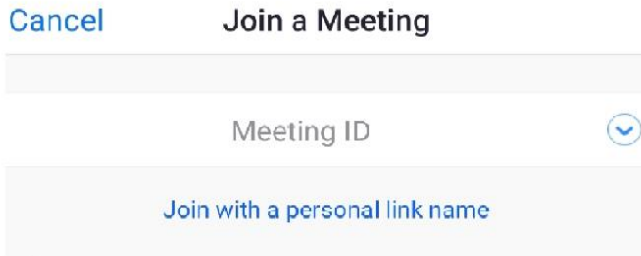 Cancel Join a Meeting
Meeting ID
Join with a personal link name